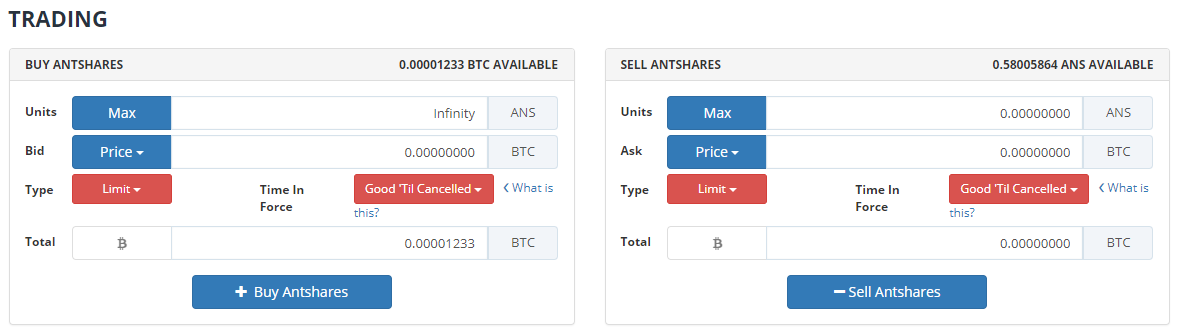 TRADING
BUY ANTSHARES 0.00001233 BTC AVAILABLE
Units Max Infinity ANS
Bid Price 0.00000000 BTC
Type Limit Time In Force Good 'Til Cancelled What is this?
Total 0.00001233 BTC
Buy Antshares
SELL ANTSHARES 0.58005864 ANS AVAILABLE
Units Max 0.00000000 ANS
Ask Price 0.00000000 BTC
Type Limit Time In Force Good 'Til Cancelled What is this?
Total 0.00000000 BTC
Sell Antshares